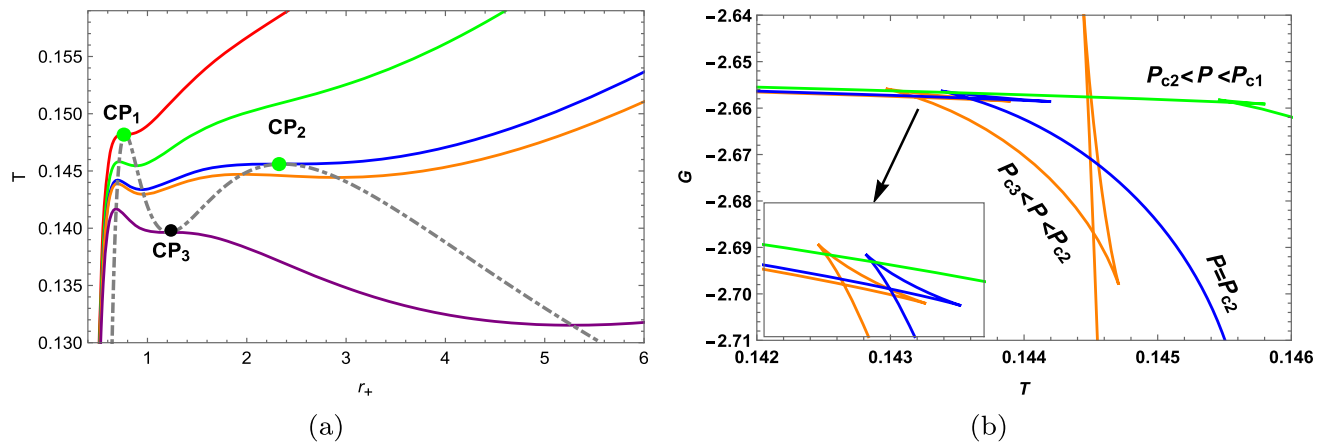 T
0.155
0.150
0.145
0.140
0.135
0.130
CP1
CP2
CP3
1
2
3
4
5
6
r+
(a)
G
-2.64
-2.65
-2.66
-2.67
-2.68
-2.69
-2.70
-2.71
Pc2< P <Pc1
Pc3< P <Pc2
P=Pc2
0.142
0.143
0.144
0.145
0.146
T
(b)